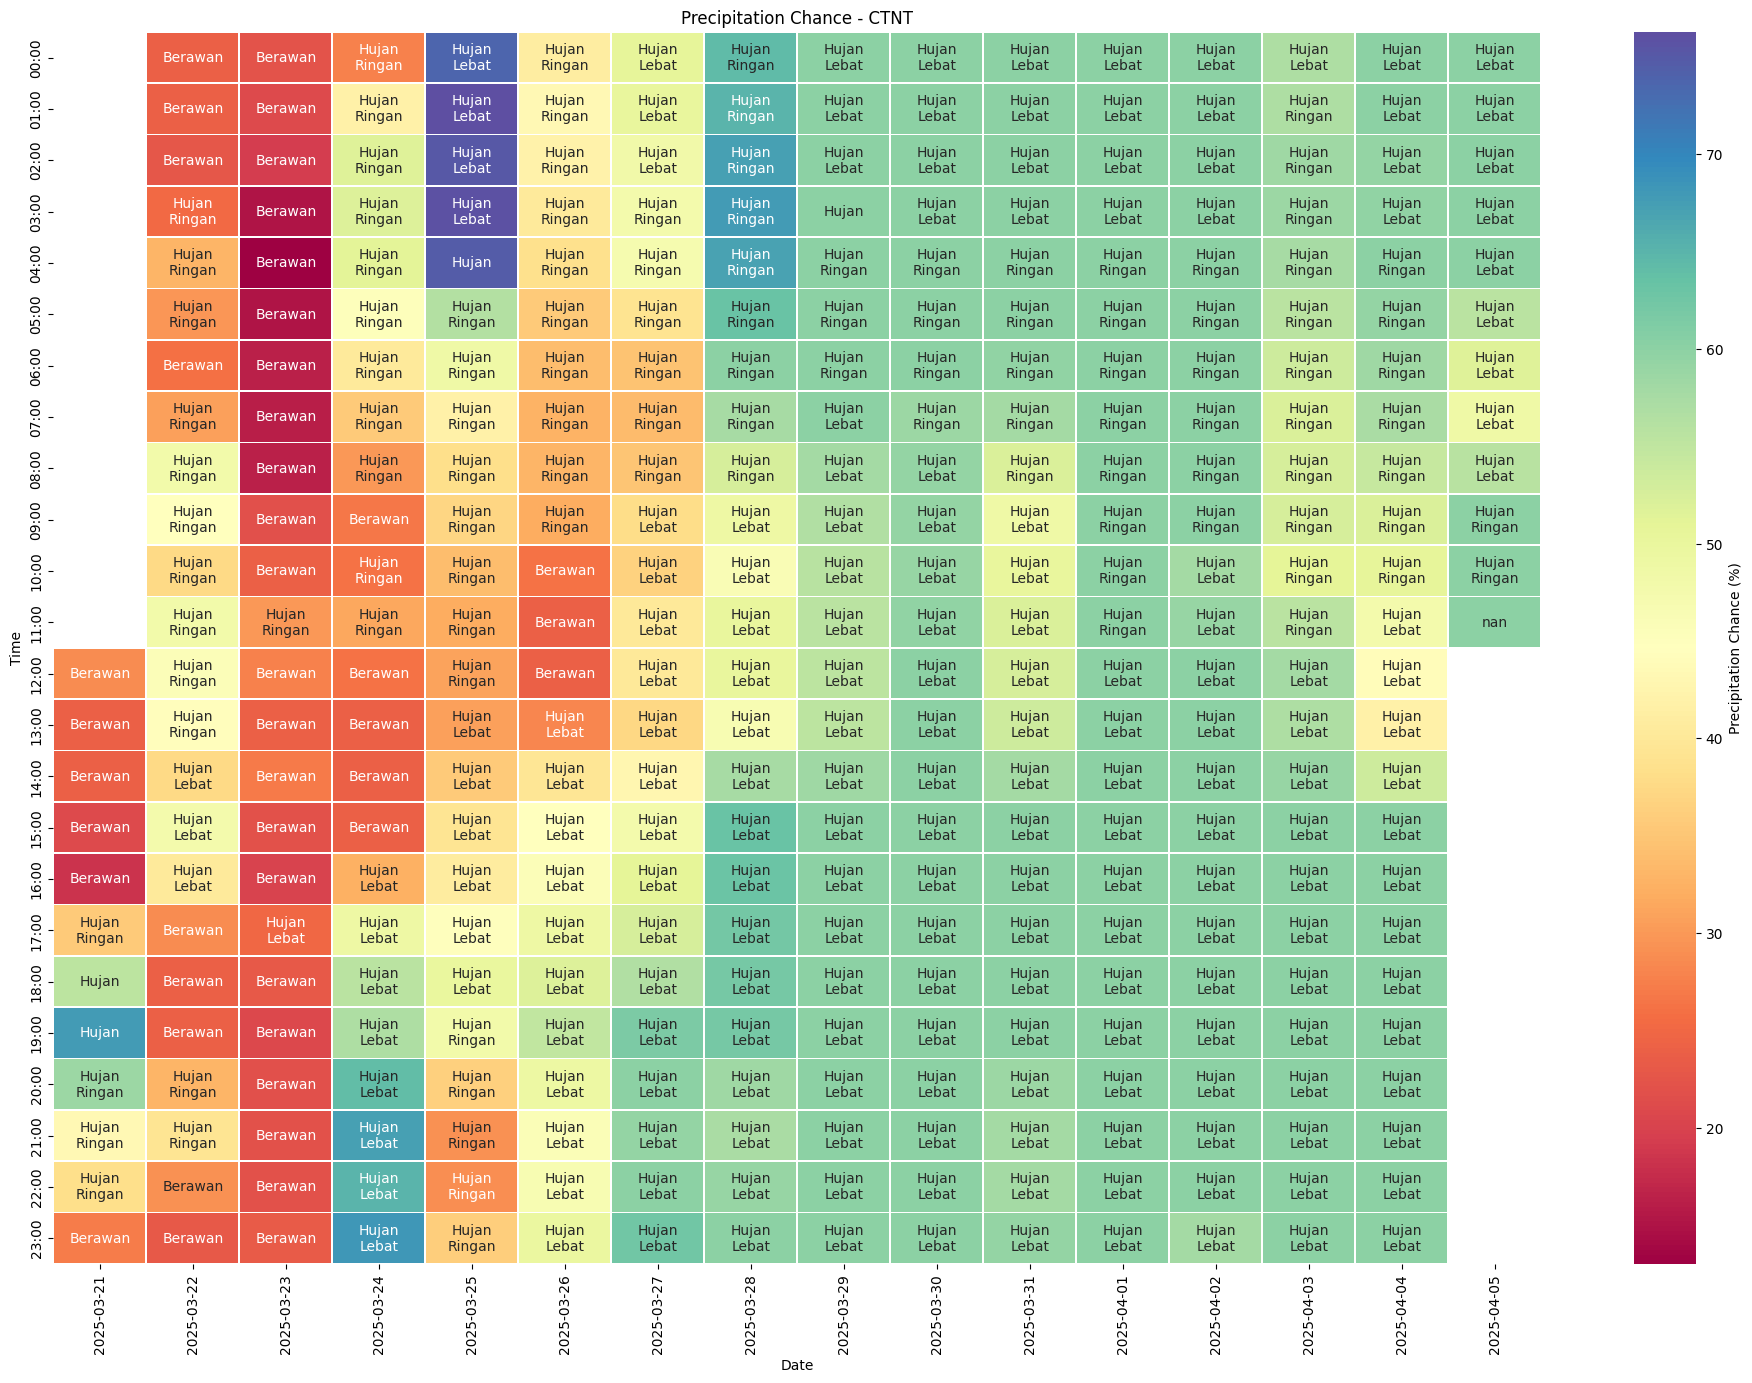 Precipitation Chance - CTNT
00:00 Berawan Berawan Hujan Ringan Hujan Lebat Hujan Ringan Hujan Lebat Hujan Ringan Hujan Lebat Hujan Lebat Hujan Lebat Hujan Lebat Hujan Lebat Hujan Lebat Hujan Lebat Hujan Lebat
01:00 Berawan Berawan Hujan Ringan Hujan Lebat Hujan Ringan Hujan Lebat Hujan Ringan Hujan Lebat Hujan Lebat Hujan Lebat Hujan Lebat Hujan Lebat Hujan Ringan Hujan Lebat Hujan Lebat
02:00 Berawan Berawan Hujan Ringan Hujan Lebat Hujan Ringan Hujan Lebat Hujan Ringan Hujan Lebat Hujan Lebat Hujan Lebat Hujan Lebat Hujan Lebat Hujan Ringan Hujan Lebat Hujan Lebat
03:00 Hujan Ringan Berawan Hujan Ringan Hujan Lebat Hujan Ringan Hujan Ringan Hujan Ringan Hujan Hujan Lebat Hujan Lebat Hujan Lebat Hujan Lebat Hujan Ringan Hujan Lebat Hujan Lebat
04:00 Hujan Ringan Berawan Hujan Ringan Hujan Hujan Ringan Hujan Ringan Hujan Ringan Hujan Ringan Hujan Ringan Hujan Ringan Hujan Ringan Hujan Ringan Hujan Ringan Hujan Ringan Hujan Lebat
05:00 Hujan Ringan Berawan Hujan Ringan Hujan Ringan Hujan Ringan Hujan Ringan Hujan Ringan Hujan Ringan Hujan Ringan Hujan Ringan Hujan Ringan Hujan Ringan Hujan Ringan Hujan Ringan Hujan Lebat
06:00 Berawan Berawan Hujan Ringan Hujan Ringan Hujan Ringan Hujan Ringan Hujan Ringan Hujan Ringan Hujan Ringan Hujan Ringan Hujan Ringan Hujan Ringan Hujan Ringan Hujan Ringan Hujan Lebat
07:00 Hujan Ringan Berawan Hujan Ringan Hujan Ringan Hujan Ringan Hujan Ringan Hujan Ringan Hujan Lebat Hujan Ringan Hujan Ringan Hujan Ringan Hujan Ringan Hujan Ringan Hujan Ringan Hujan Lebat
08:00 Hujan Ringan Berawan Hujan Ringan Hujan Ringan Hujan Ringan Hujan Ringan Hujan Ringan Hujan Lebat Hujan Lebat Hujan Ringan Hujan Ringan Hujan Ringan Hujan Ringan Hujan Ringan Hujan Lebat
09:00 Hujan Ringan Berawan Berawan Hujan Ringan Hujan Ringan Hujan Lebat Hujan Lebat Hujan Lebat Hujan Lebat Hujan Lebat Hujan Ringan Hujan Ringan Hujan Ringan Hujan Ringan Hujan Ringan
10:00 Hujan Ringan Berawan Hujan Ringan Hujan Ringan Berawan Hujan Lebat Hujan Lebat Hujan Lebat Hujan Lebat Hujan Lebat Hujan Ringan Hujan Lebat Hujan Ringan Hujan Ringan Hujan Ringan
11:00 Hujan Ringan Hujan Ringan Hujan Ringan Hujan Ringan Berawan Hujan Lebat Hujan Lebat Hujan Lebat Hujan Lebat Hujan Lebat Hujan Ringan Hujan Lebat Hujan Ringan Hujan Lebat nan
12:00 Berawan Hujan Ringan Berawan Berawan Hujan Ringan Berawan Hujan Lebat Hujan Lebat Hujan Lebat Hujan Lebat Hujan Lebat Hujan Lebat Hujan Lebat Hujan Lebat Hujan Lebat
13:00 Berawan Hujan Ringan Berawan Berawan Hujan Lebat Hujan Lebat Hujan Lebat Hujan Lebat Hujan Lebat Hujan Lebat Hujan Lebat Hujan Lebat Hujan Lebat Hujan Lebat Hujan Lebat
14:00 Berawan Hujan Lebat Berawan Berawan Hujan Lebat Hujan Lebat Hujan Lebat Hujan Lebat Hujan Lebat Hujan Lebat Hujan Lebat Hujan Lebat Hujan Lebat Hujan Lebat Hujan Lebat
15:00 Berawan Hujan Lebat Berawan Berawan Hujan Lebat Hujan Lebat Hujan Lebat Hujan Lebat Hujan Lebat Hujan Lebat Hujan Lebat Hujan Lebat Hujan Lebat Hujan Lebat Hujan Lebat
16:00 Berawan Hujan Lebat Berawan Hujan Lebat Hujan Lebat Hujan Lebat Hujan Lebat Hujan Lebat Hujan Lebat Hujan Lebat Hujan Lebat Hujan Lebat Hujan Lebat Hujan Lebat Hujan Lebat
17:00 Hujan Ringan Berawan Hujan Lebat Hujan Lebat Hujan Lebat Hujan Lebat Hujan Lebat Hujan Lebat Hujan Lebat Hujan Lebat Hujan Lebat Hujan Lebat Hujan Lebat Hujan Lebat Hujan Lebat
18:00 Hujan Berawan Berawan Hujan Lebat Hujan Lebat Hujan Lebat Hujan Lebat Hujan Lebat Hujan Lebat Hujan Lebat Hujan Lebat Hujan Lebat Hujan Lebat Hujan Lebat Hujan Lebat
19:00 Hujan Berawan Berawan Hujan Lebat Hujan Ringan Hujan Lebat Hujan Lebat Hujan Lebat Hujan Lebat Hujan Lebat Hujan Lebat Hujan Lebat Hujan Lebat Hujan Lebat Hujan Lebat
20:00 Hujan Ringan Hujan Ringan Berawan Hujan Lebat Hujan Ringan Hujan Lebat Hujan Lebat Hujan Lebat Hujan Lebat Hujan Lebat Hujan Lebat Hujan Lebat Hujan Lebat Hujan Lebat Hujan Lebat
21:00 Hujan Ringan Hujan Ringan Berawan Hujan Lebat Hujan Ringan Hujan Lebat Hujan Lebat Hujan Lebat Hujan Lebat Hujan Lebat Hujan Lebat Hujan Lebat Hujan Lebat Hujan Lebat Hujan Lebat
22:00 Hujan Ringan Berawan Berawan Hujan Lebat Hujan Ringan Hujan Lebat Hujan Lebat Hujan Lebat Hujan Lebat Hujan Lebat Hujan Lebat Hujan Lebat Hujan Lebat Hujan Lebat Hujan Lebat
23:00 Berawan Berawan Berawan Hujan Lebat Hujan Ringan Hujan Lebat Hujan Lebat Hujan Lebat Hujan Lebat Hujan Lebat Hujan Lebat Hujan Lebat Hujan Lebat Hujan Lebat Hujan Lebat
Time
2025-03-21 2025-03-22 2025-03-23 2025-03-24 2025-03-25 2025-03-26 2025-03-27 2025-03-28 2025-03-29 2025-03-30 2025-03-31 2025-04-01 2025-04-02 2025-04-03 2025-04-04 2025-04-05
Date
70
60
50
40
30
20
Precipitation Chance (%)